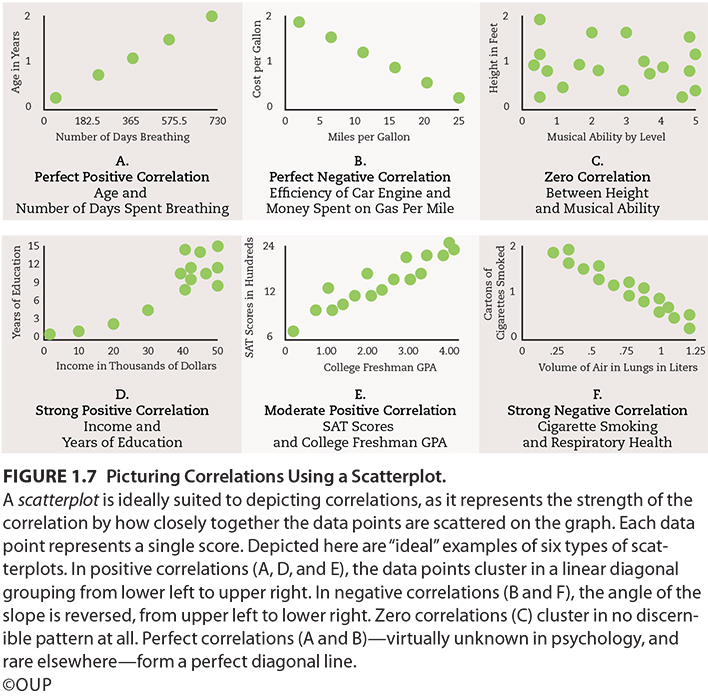 Age in Years
2
1
0
0 182.5 365 575.5 730
Number of Days Breathing
A.
Perfect Positive Correlation
Age and
Number of Days Spent Breathing
Cost per Gallon
2
1
0
0 5 10 15 20 25
Miles per Gallon
B.
Perfect Negative Correlation
Efficiency of Car Engine and
Money Spent on Gas Per Mile
Height in Feet
2
1
0
0 1 2 3 4 5
Musical Ability by Level
C.
Zero Correlation
Between Height
and Musical Ability
Years of Education
15
12
9
6
3
0
0 10 20 30 40 50
Income in Thousands of Dollars
D.
Strong Positive Correlation
Income and
Years of Education
SAT Scores in Hundreds
24
12
6
0 1.00 2.00 3.00 4.00
College Freshman GPA
E.
Moderate Positive Correlation
SAT Scores
and College Freshman GPA
Cartons of
Cigarettes Smoked
2
1
0
.25 .50 .75 1 1.25
Volume of Air in Lungs in Liters
F.
Strong Negative Correlation
Cigarette Smoking
and Respiratory Health
FIGURE 1.7 Picturing Correlations Using a Scatterplot.
A scatterplot is ideally suited to depicting correlations, as it represents the strength of the
correlation by how closely together the data points are scattered on the graph. Each data
point represents a single score. Depicted here are “ideal” examples of six types of scat-
terplots. In positive correlations (A, D, and E), the data points cluster in a linear diagonal
grouping from lower left to upper right. In negative correlations (B and F), the angle of the
slope is reversed, from upper left to lower right. Zero correlations (C) cluster in no discern-
ible pattern at all. Perfect correlations (A and B)—virtually unknown in psychology, and
rare elsewhere—form a perfect diagonal line.
©OUP